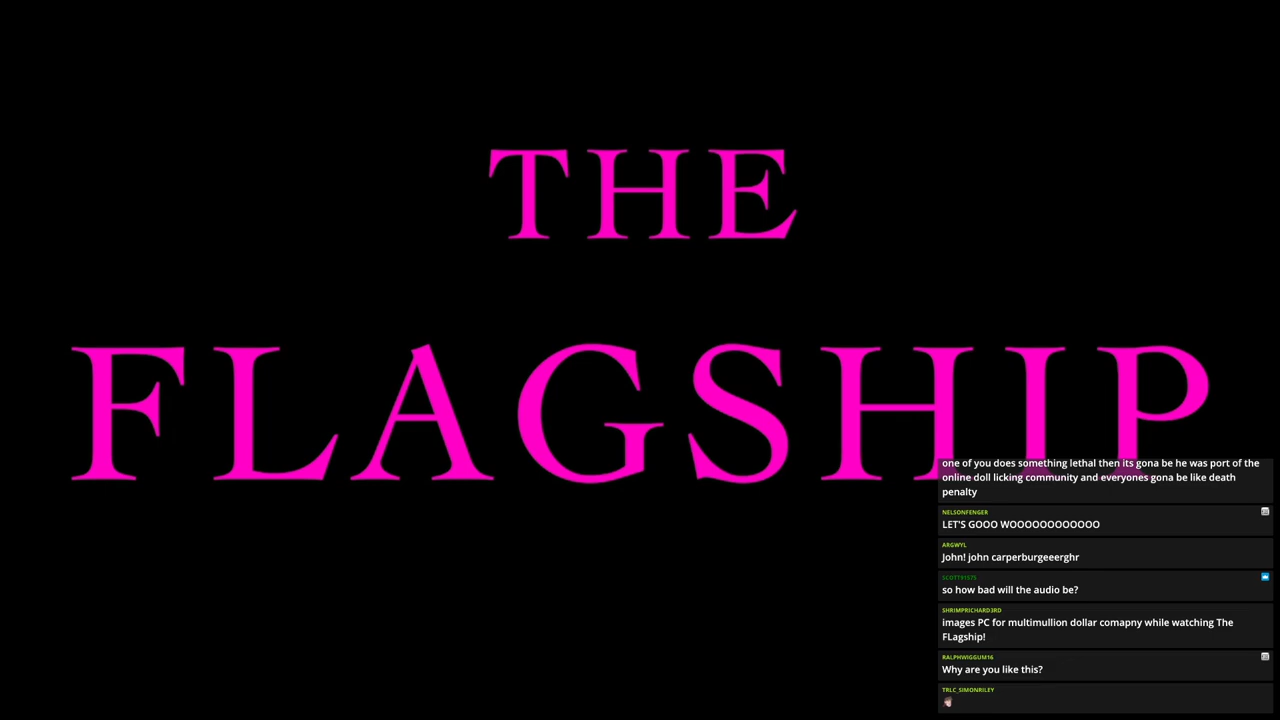 THE
FLAGSHIP
one of you does something lethal then its gona be he was port of the
online doll licking community and everyones gona be like death
penalty
NELSONFENGER
LET'S GOOO WOOOOOOOOOOOO
ARGWYL
John! john carperburgeeerghr
SCOTTY1575
so how bad will the audio be?
SHRIMPRICHARD3RD
images PC for multimullion dollar comapny while watching The
FLagship!
RALPHWIGGUM16
Why are you like this?
TRLC_SIMONRILEY